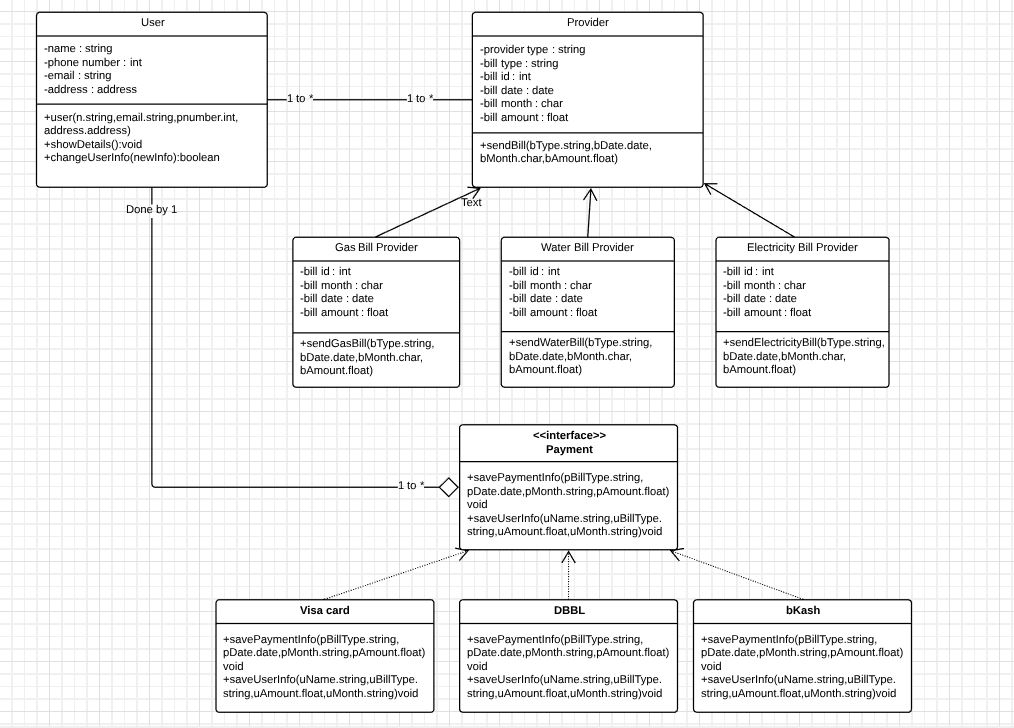 User
-name : string
-phone number : int
-email : string
-address : address
+user(n.string,email.string,pnumber.int,
address.address)
+showDetails():void
+changeUserInfo(newInfo):boolean
1 to *
1 to *
Provider
-provider type : string
-bill type : string
-bill id : int
-bill date : date
-bill month : char
-bill amount : float
+sendBill(bType.string,bDate.date,
bMonth.char,bAmount.float)
Done by 1
Text
Gas Bill Provider
-bill id : int
-bill month : char
-bill date : date
-bill amount : float
+sendGasBill(bType.string,
bDate.date,bMonth.char,
bAmount.float)
Water Bill Provider
-bill id : int
-bill month : char
-bill date : date
-bill amount : float
+sendWaterBill(bType.string,
bDate.date,bMonth.char,
bAmount.float)
Electricity Bill Provider
-bill id : int
-bill month : char
-bill date : date
-bill amount : float
+sendElectricityBill(bType.string,
bDate.date,bMonth.char,
bAmount.float)
1 to *
<<interface>>
Payment
+savePaymentInfo(pBillType.string,
pDate.date,pMonth.string,pAmount.float)
void
+saveUserInfo(uName.string,uBillType.
string,uAmount.float,uMonth.string)void
Visa card
+savePaymentInfo(pBillType.string,
pDate.date,pMonth.string,pAmount.float)
void
+saveUserInfo(uName.string,uBillType.
string,uAmount.float,uMonth.string)void
DBBL
+savePaymentInfo(pBillType.string,
pDate.date,pMonth.string,pAmount.float)
void
+saveUserInfo(uName.string,uBillType.
string,uAmount.float,uMonth.string)void
bKash
+savePaymentInfo(pBillType.string,
pDate.date,pMonth.string,pAmount.float)
void
+saveUserInfo(uName.string,uBillType.
string,uAmount.float,uMonth.string)void